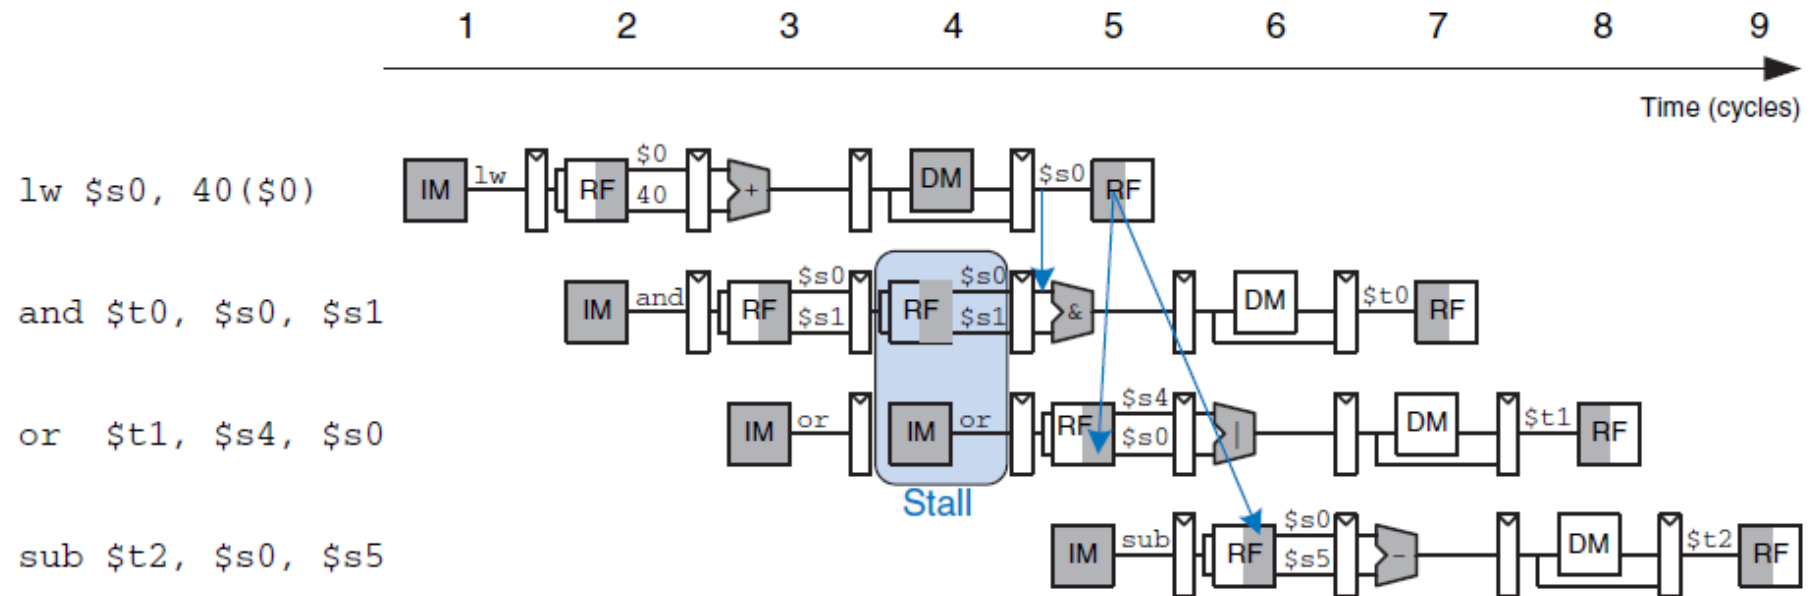 1 2 3 4 5 6 7 8 9
Time (cycles)
lw $s0, 40($0) IM lw RF $0 40 + DM $s0 RF
and $t0, $s0, $s1 IM and RF $s0 $s1 RF $s0 $s1 & DM $t0 RF
or $t1, $s4, $s0 IM or IM or RF $s4 $s0 | DM $t1 RF
Stall
sub $t2, $s0, $s5 IM sub RF $s0 $s5 - DM $t2 RF